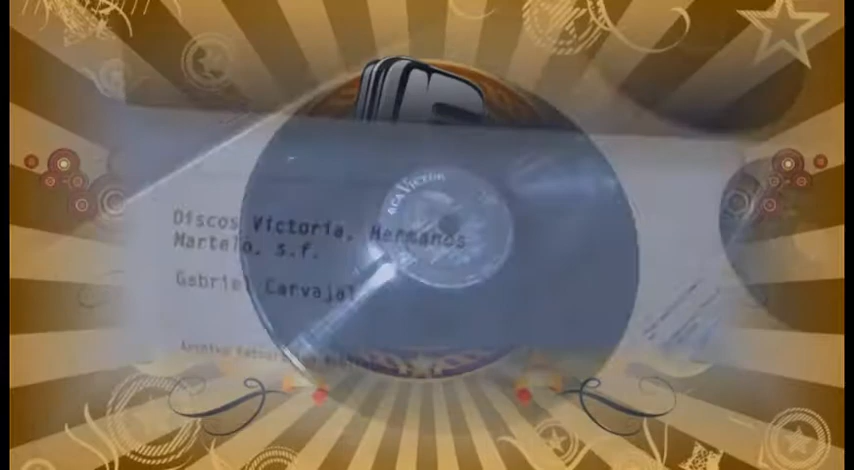 RCA Victor
Discos Victoria, Hermanos
Martelo, s.f.
Gabriel Carvajal